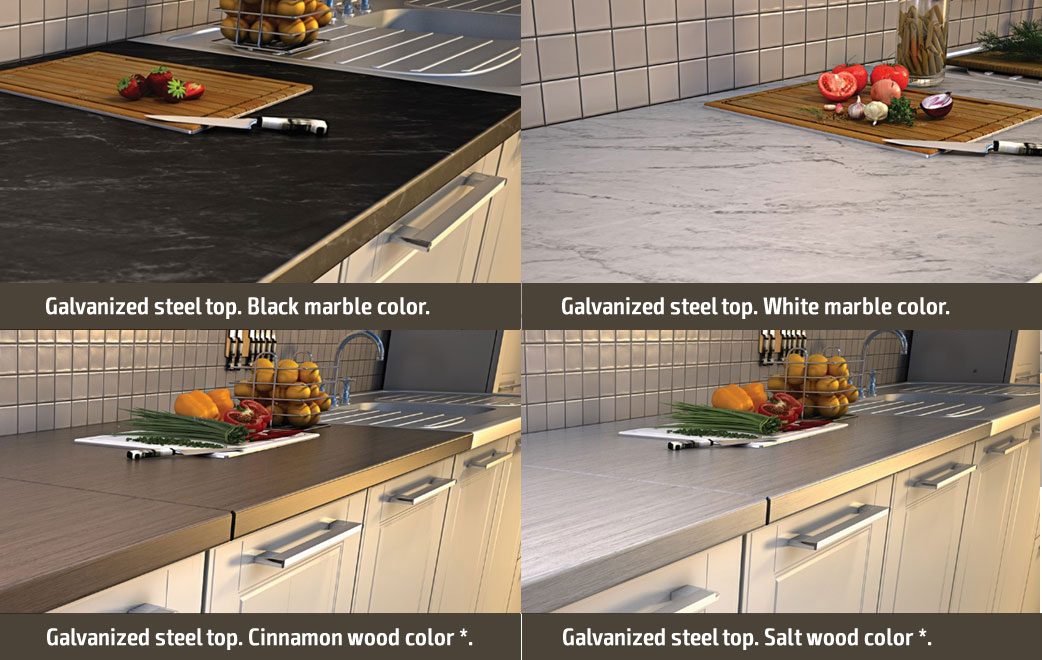 Galvanized steel top. Black marble color.
Galvanized steel top. White marble color.
Galvanized steel top. Cinnamon wood color *.
Galvanized steel top. Salt wood color *.